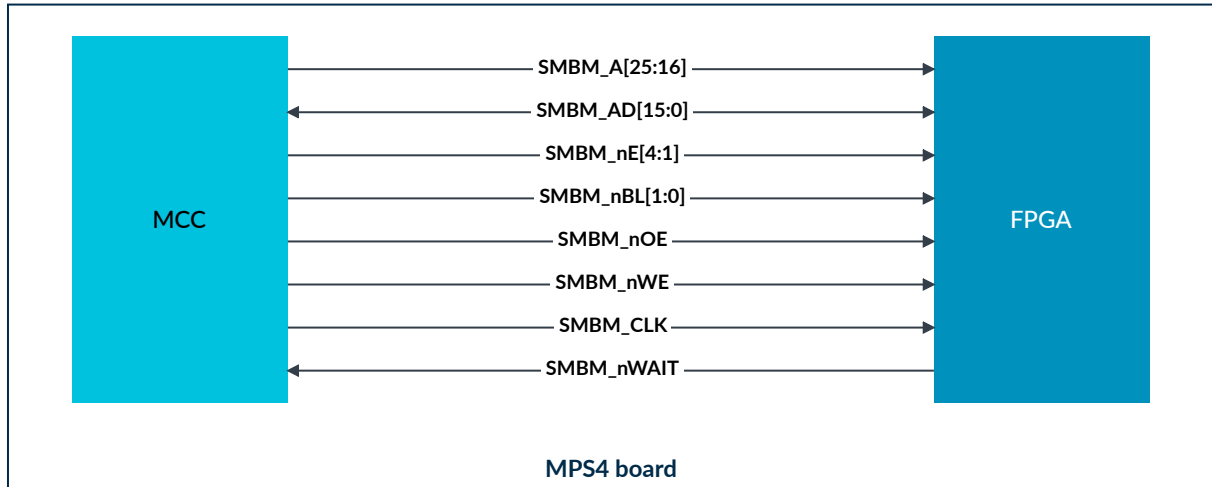 SMBM_A[25:16]
SMBM_AD[15:0]
SMBM_nE[4:1]
SMBM_nBL[1:0]
MCC
FPGA
SMBM_nOE
SMBM_nWE
SMBM_CLK
SMBM_nWAIT
MPS4 board